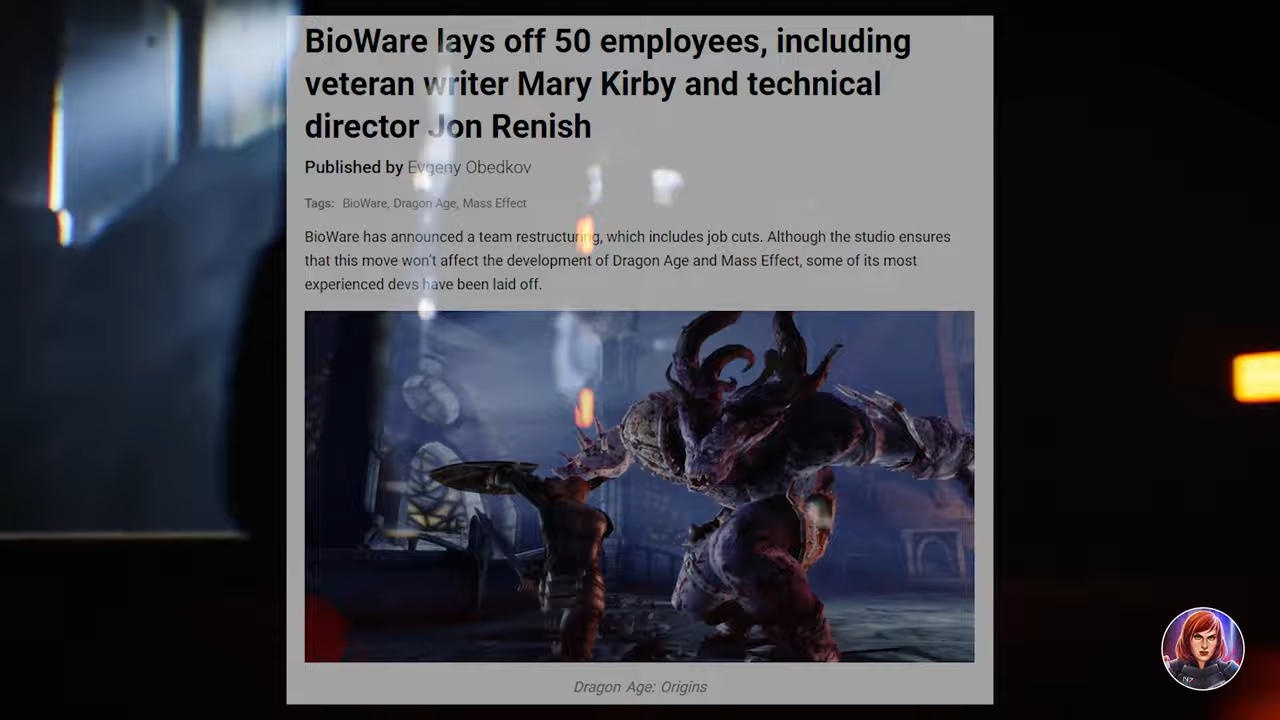 BioWare lays off 50 employees, including
veteran writer Mary Kirby and technical
director Jon Renish
Published by Evgeny Obedkov
Tags: BioWare, Dragon Age, Mass Effect
BioWare has announced a team restructuring, which includes job cuts. Although the studio ensures
that this move won't affect the development of Dragon Age and Mass Effect, some of its most
experienced devs have been laid off.
Dragon Age: Origins
N7